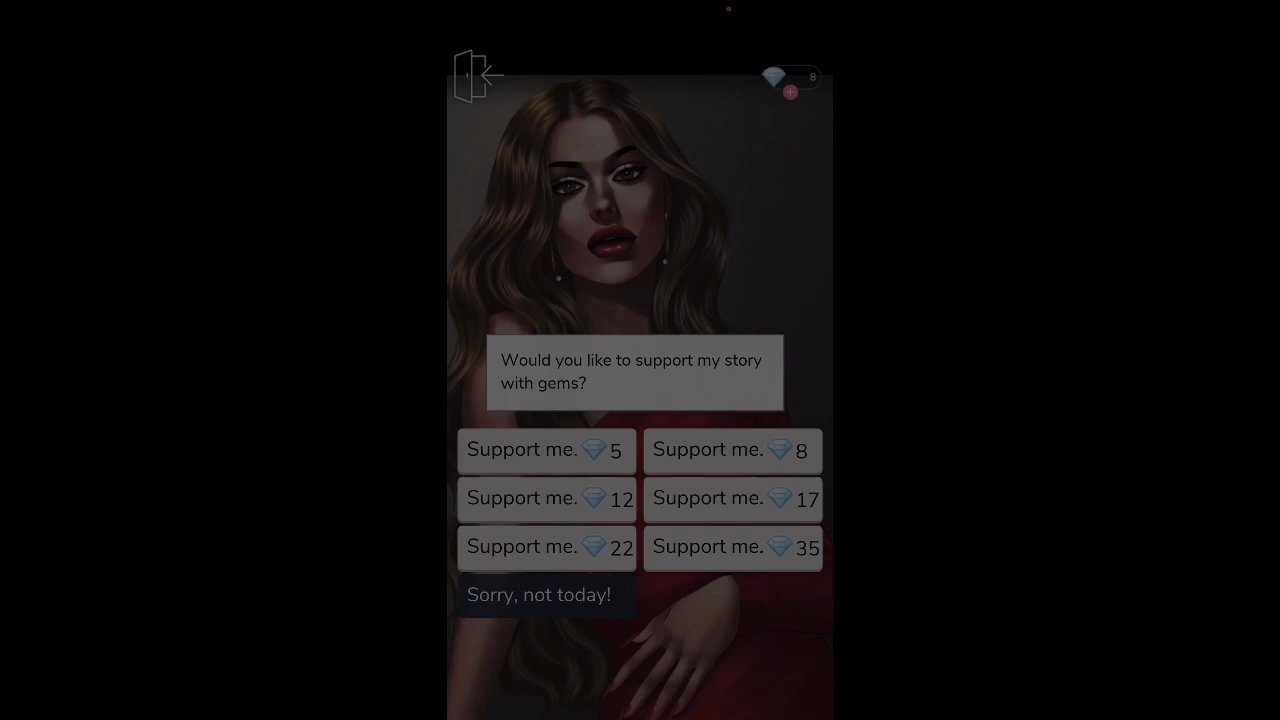 8
Would you like to support my story
with gems?
Support me. 5
Support me. 8
Support me. 12
Support me. 17
Support me. 22
Support me. 35
Sorry, not today!